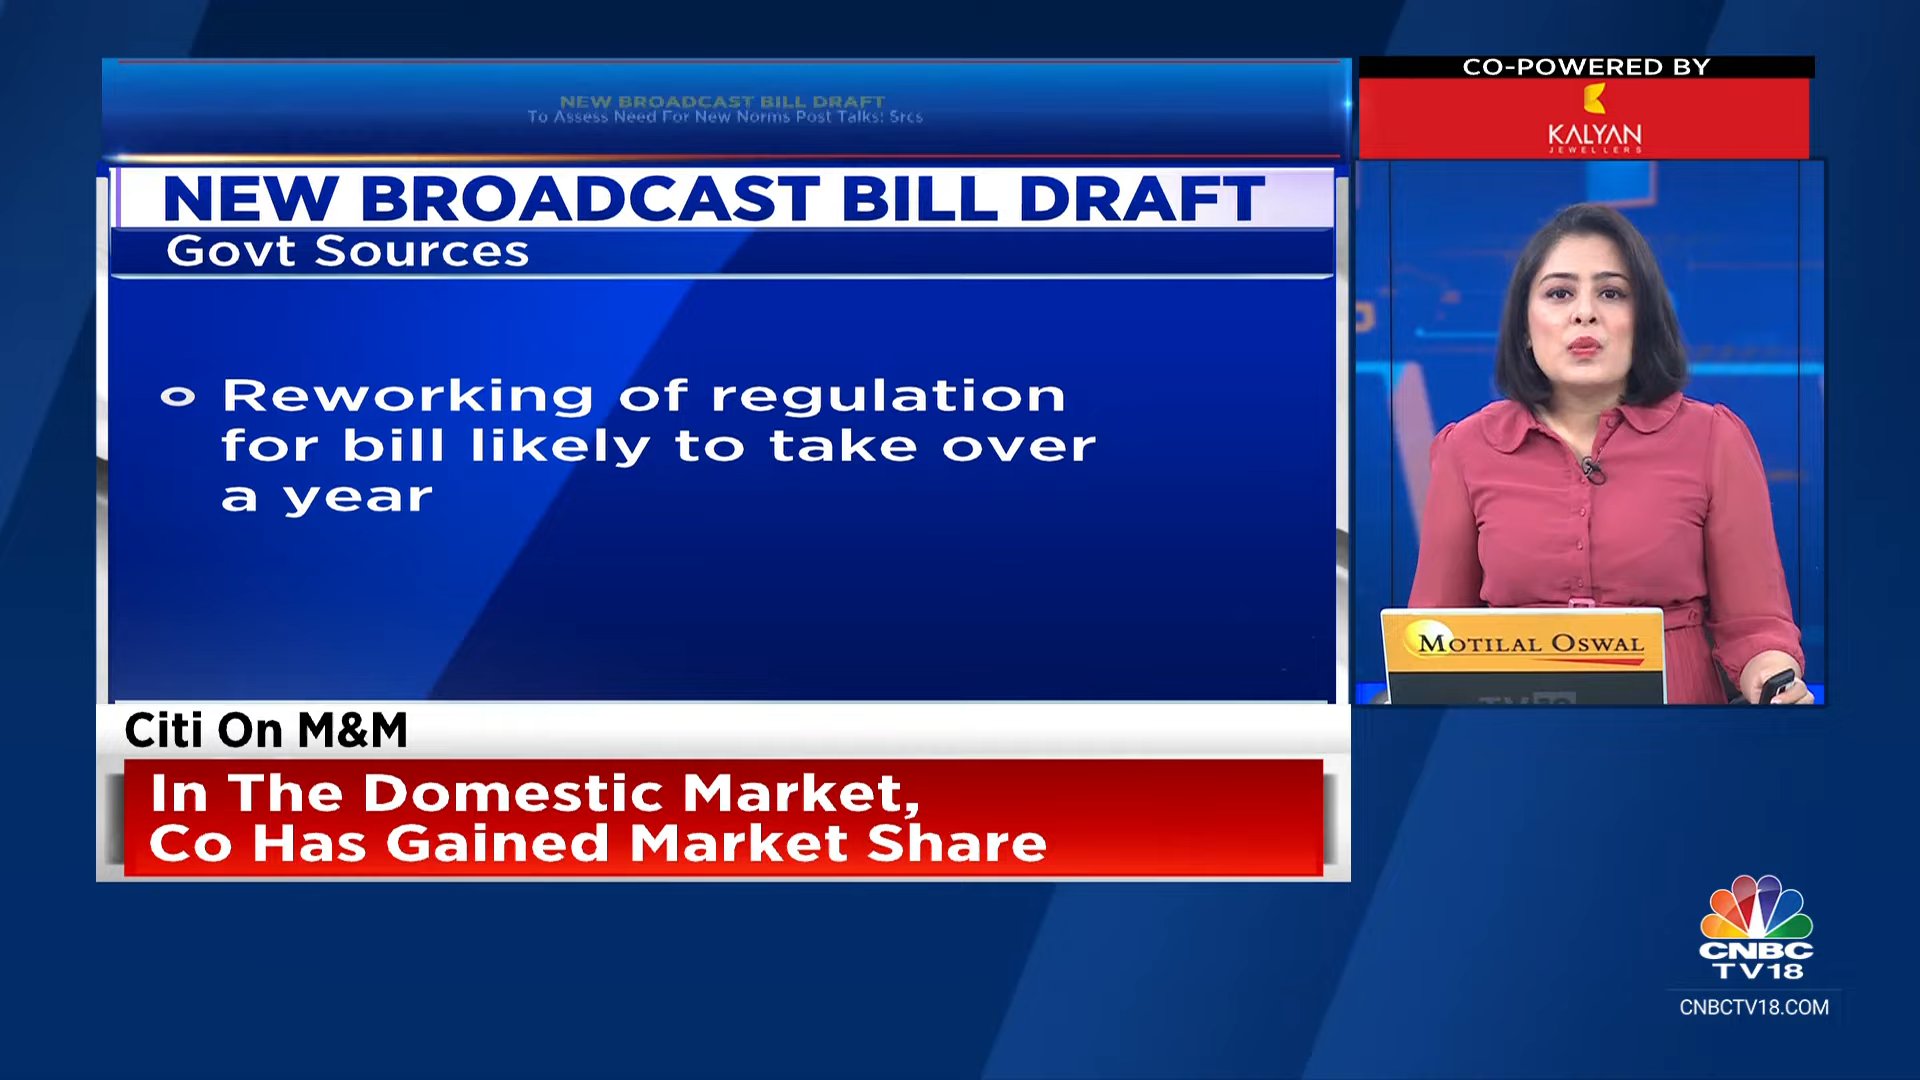 NEW BROADCAST BILL DRAFT
To Assess Need For New Norms Post Talks: Srcs
NEW BROADCAST BILL DRAFT
Govt Sources
Reworking of regulation
for bill likely to take over
a year
Citi On M&M
In The Domestic Market,
Co Has Gained Market Share
CO-POWERED BY
KALYAN
JEWELLERS
MOTILAL OSWAL
CNBC
TV18
CNBCTV18.COM